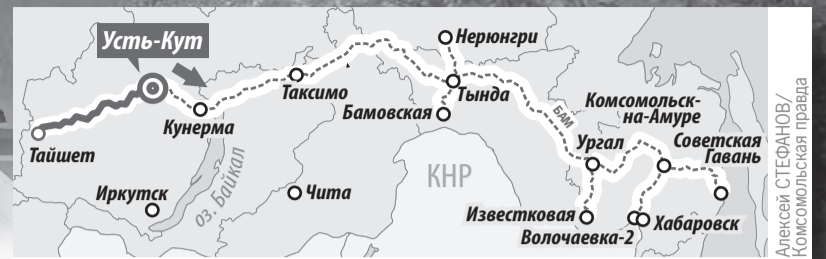 Усть-Кут
Нерюнгри
Таксимо
Тында
Кунерма
Бамовская
БАМ
Комсомольск-
на-Амуре
Тайшет
Ургал
Советская
Гавань
Иркутск
оз. Байкал
Чита
КНР
Известковая
Волочаевка-2
Хабаровск
Алексей СТЕФАНОВ/
Комсомольская правда